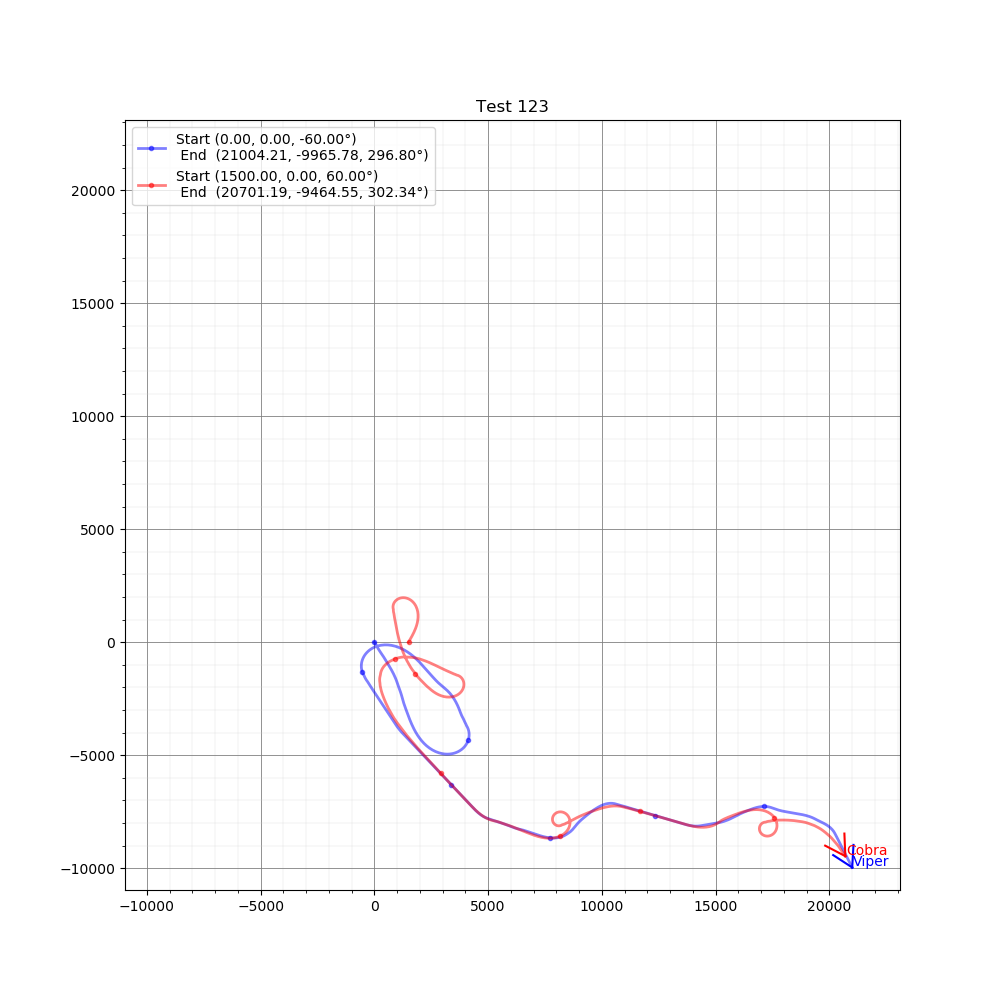 Test 123
Start (0.00, 0.00, -60.00°)
End  (21004.21, -9965.78, 296.80°)
Start (1500.00, 0.00, 60.00°)
End  (20701.19, -9464.55, 302.34°)
20000
15000
10000
5000
0
−5000
−10000
Cobra
Viper
−10000 −5000 0 5000 10000 15000 20000